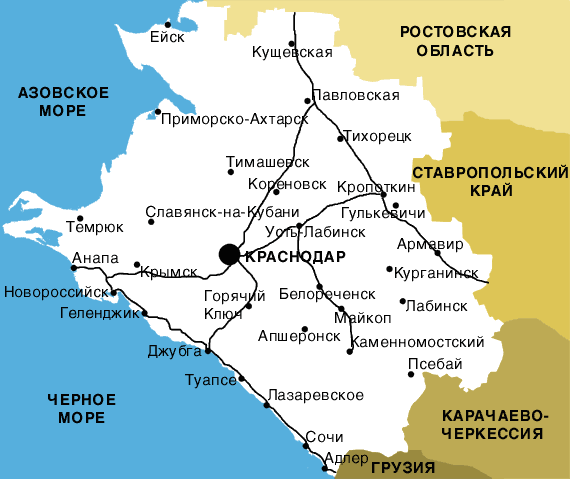 Ейск
Кущевская
РОСТОВСКАЯ
ОБЛАСТЬ
АЗОВСКОЕ
МОРЕ
Павловская
Приморско-Ахтарск
Тихорецк
Тимашевск
Кореновск
Кропоткин
СТАВРОПОЛЬСКИЙ
КРАЙ
Славянск-на-Кубани
Гулькевичи
Темрюк
Усть-Лабинск
Армавир
Анапа
КРАСНОДАР
Крымск
Курганинск
Новороссийск
Горячий
Ключ
Белореченск
Лабинск
Геленджик
Майкоп
Апшеронск
Каменномостский
Джубга
Псебай
Туапсе
Лазаревское
ЧЕРНОЕ
МОРЕ
КАРАЧАЕВО-
ЧЕРКЕССИЯ
Сочи
Адлер
ГРУЗИЯ